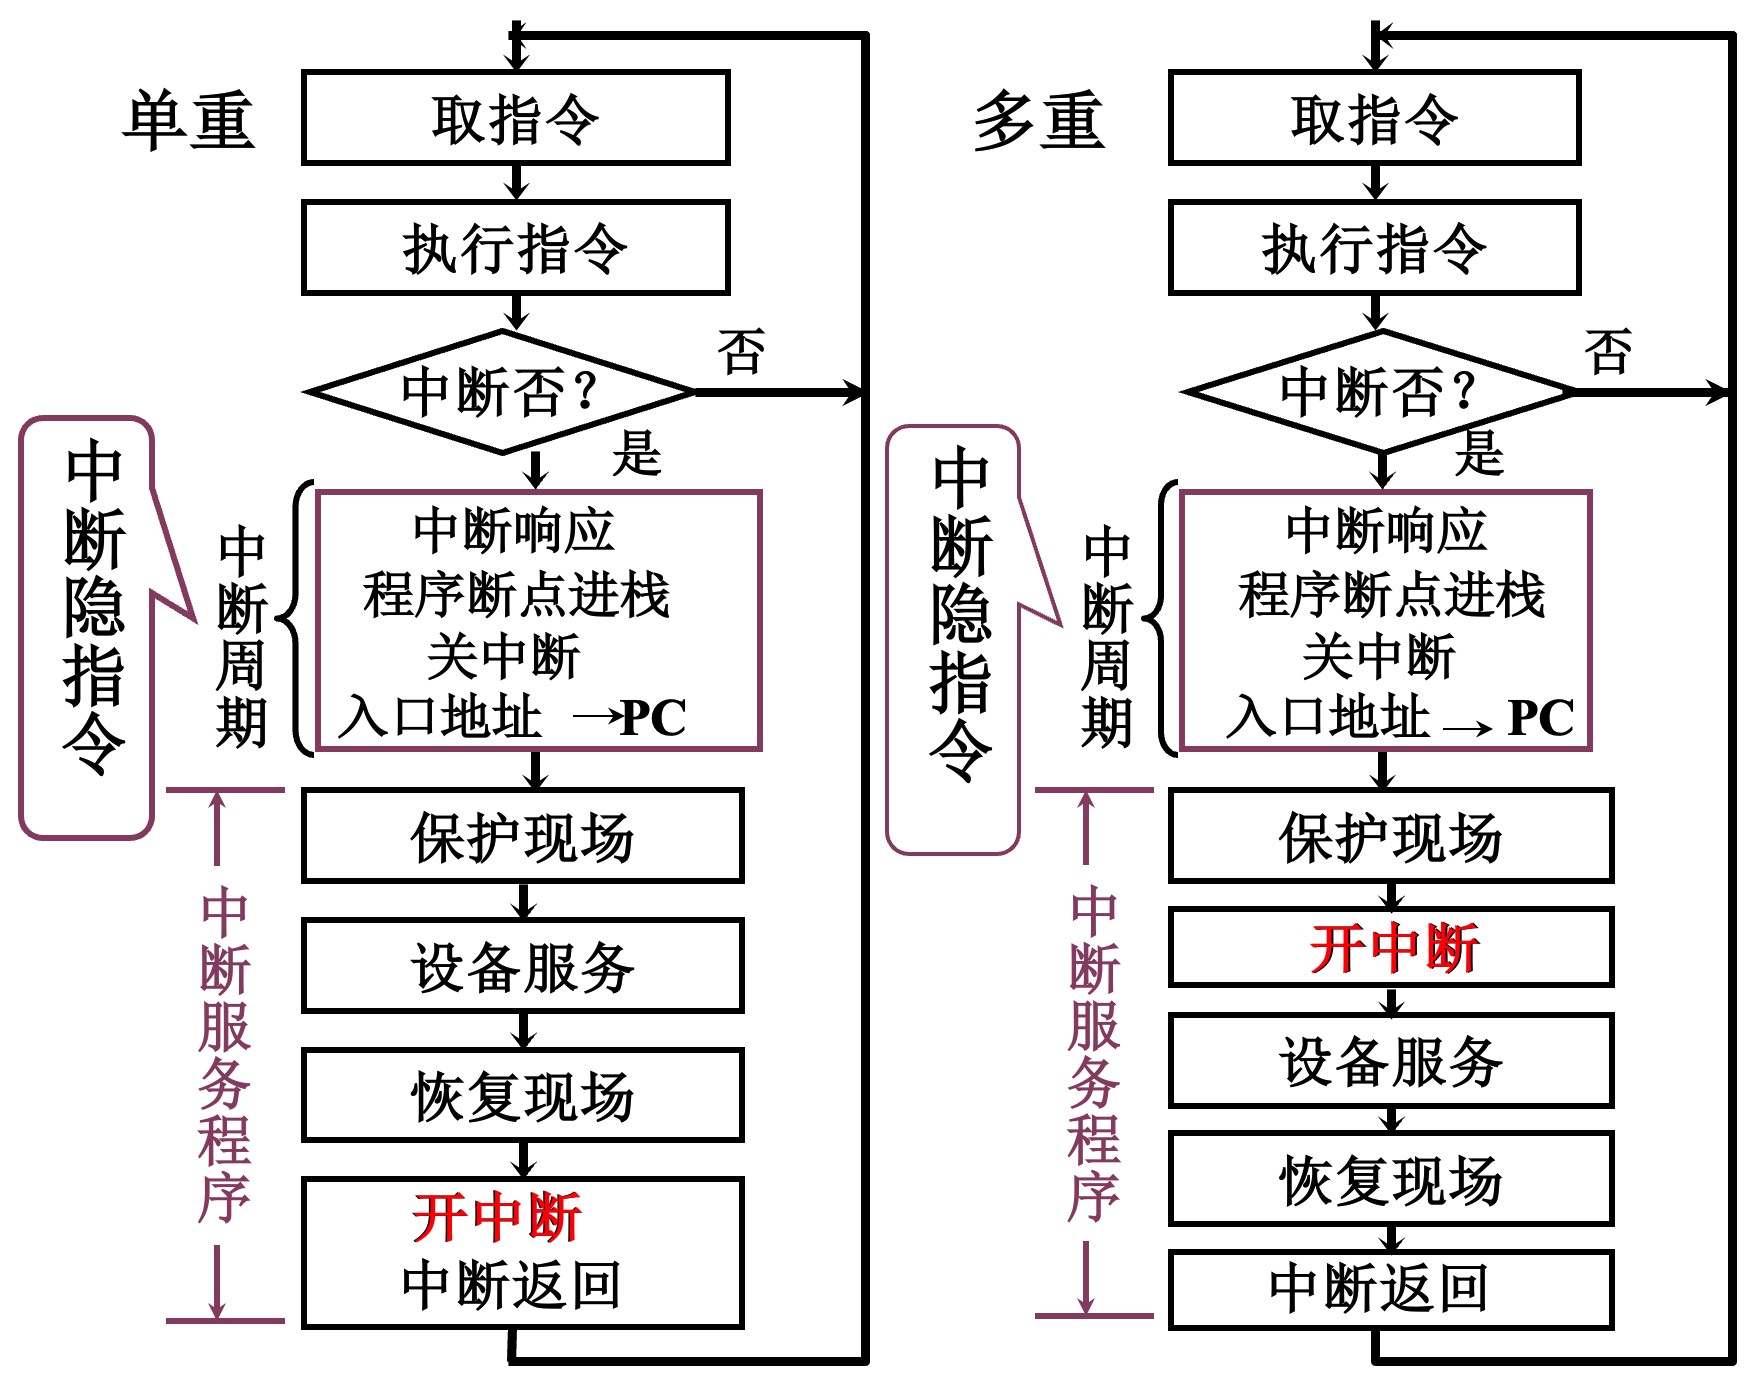 单重
取指令
执行指令
中断否？
否
是
中断隐指令
中断周期
中断响应
程序断点进栈
关中断
入口地址 →PC
中断服务程序
保护现场
设备服务
恢复现场
开中断
中断返回
多重
取指令
执行指令
中断否？
否
是
中断隐指令
中断周期
中断响应
程序断点进栈
关中断
入口地址 → PC
中断服务程序
保护现场
开中断
设备服务
恢复现场
中断返回